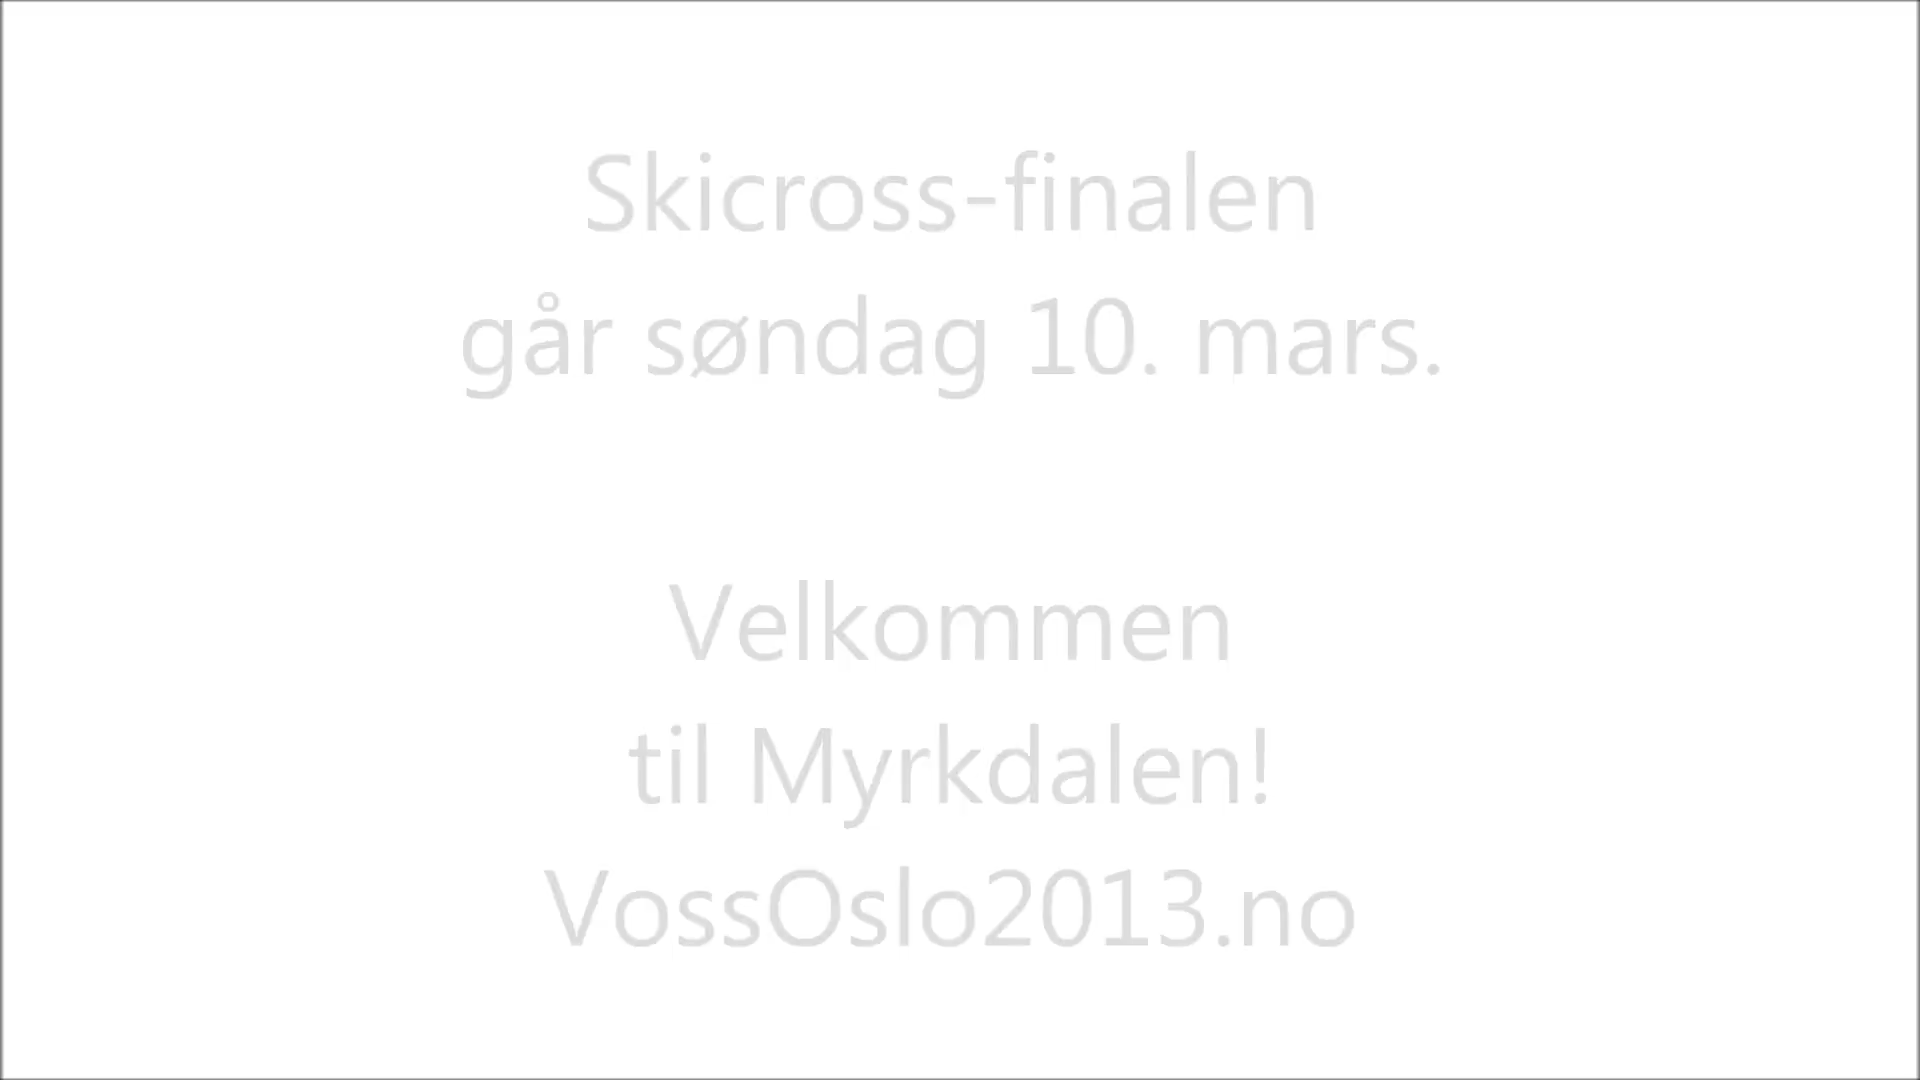 Skicross-finalen
går søndag 10. mars.
Velkommen
til Myrkdalen!
VossOslo2013.no